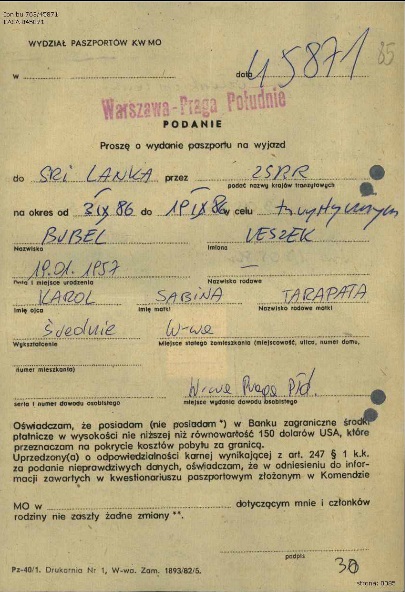 WYDZIAŁ PASZPORTÓW KW MO
w data 45871
85
Warszawa-Praga Południe
PODANIE
Proszę o wydanie paszportu na wyjazd
do SRI LANKA przez ZSRR
podać nazwy krajów tranzytowych
na okres od 3 IX 86 do 19 IX 86 w celu turystycznym
BUBEL LESZEK
Nazwisko Imiona
19.01.1957
Data i miejsce urodzenia Nazwisko rodowe
KAROL SABINA TARAPATA
Imię ojca Imię matki Nazwisko rodowe matki
Średnie W-wa
Wykształcenie Miejsce stałego zamieszkania (miejscowość, ulica, numer domu,
numer mieszkania)
W-wa Praga Płd.
seria i numer dowodu osobistego miejsce wydania dowodu osobistego
Oświadczam, że posiadam (nie posiadam*) w Banku zagraniczne środki
płatnicze w wysokości nie niższej niż równowartość 150 dolarów USA, które
przeznaczam na pokrycie kosztów pobytu za granicą.
Uprzedzony(a) o odpowiedzialności karnej wynikającej z art. 247 § 1 k.k.
za podanie nieprawdziwych danych, oświadczam, że w odniesieniu do infor-
macji zawartych w kwestionariuszu paszportowym złożonym w Komendzie
MO w dotyczącym mnie i członków
rodziny nie zaszły żadne zmiany**.
podpis
Pz-40/1. Drukarnia Nr 1, W-wa. Zam. 1893/82/5.
30
strona: 0085